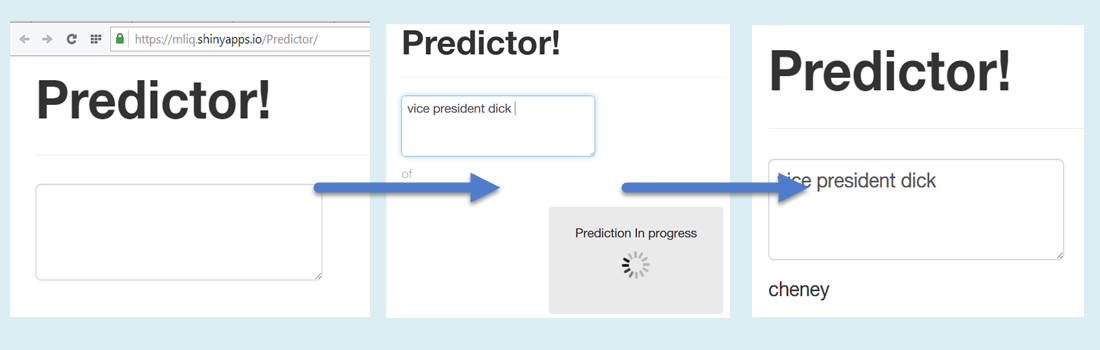 https://mliq.shinyapps.io/Predictor/
Predictor!
Predictor!
vice president dick
of
Prediction In progress
Predictor!
vice president dick
cheney